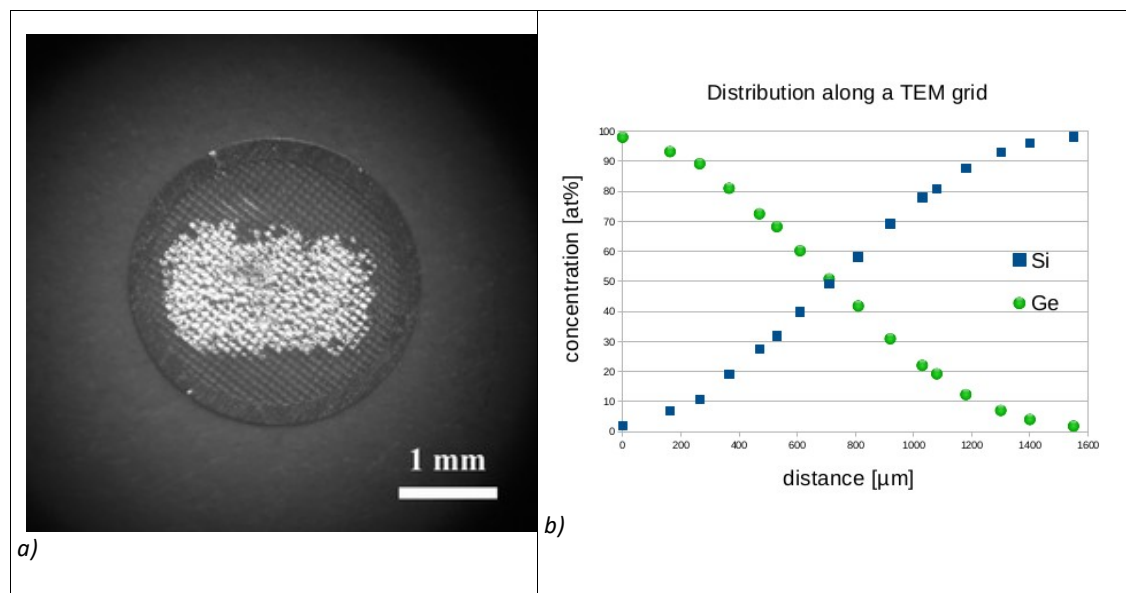 1 mm
a)
Distribution along a TEM grid
concentration [at%]
100
90
80
70
60
50
40
30
20
10
0
0 200 400 600 800 1000 1200 1400 1600
distance [µm]
Si
Ge
b)